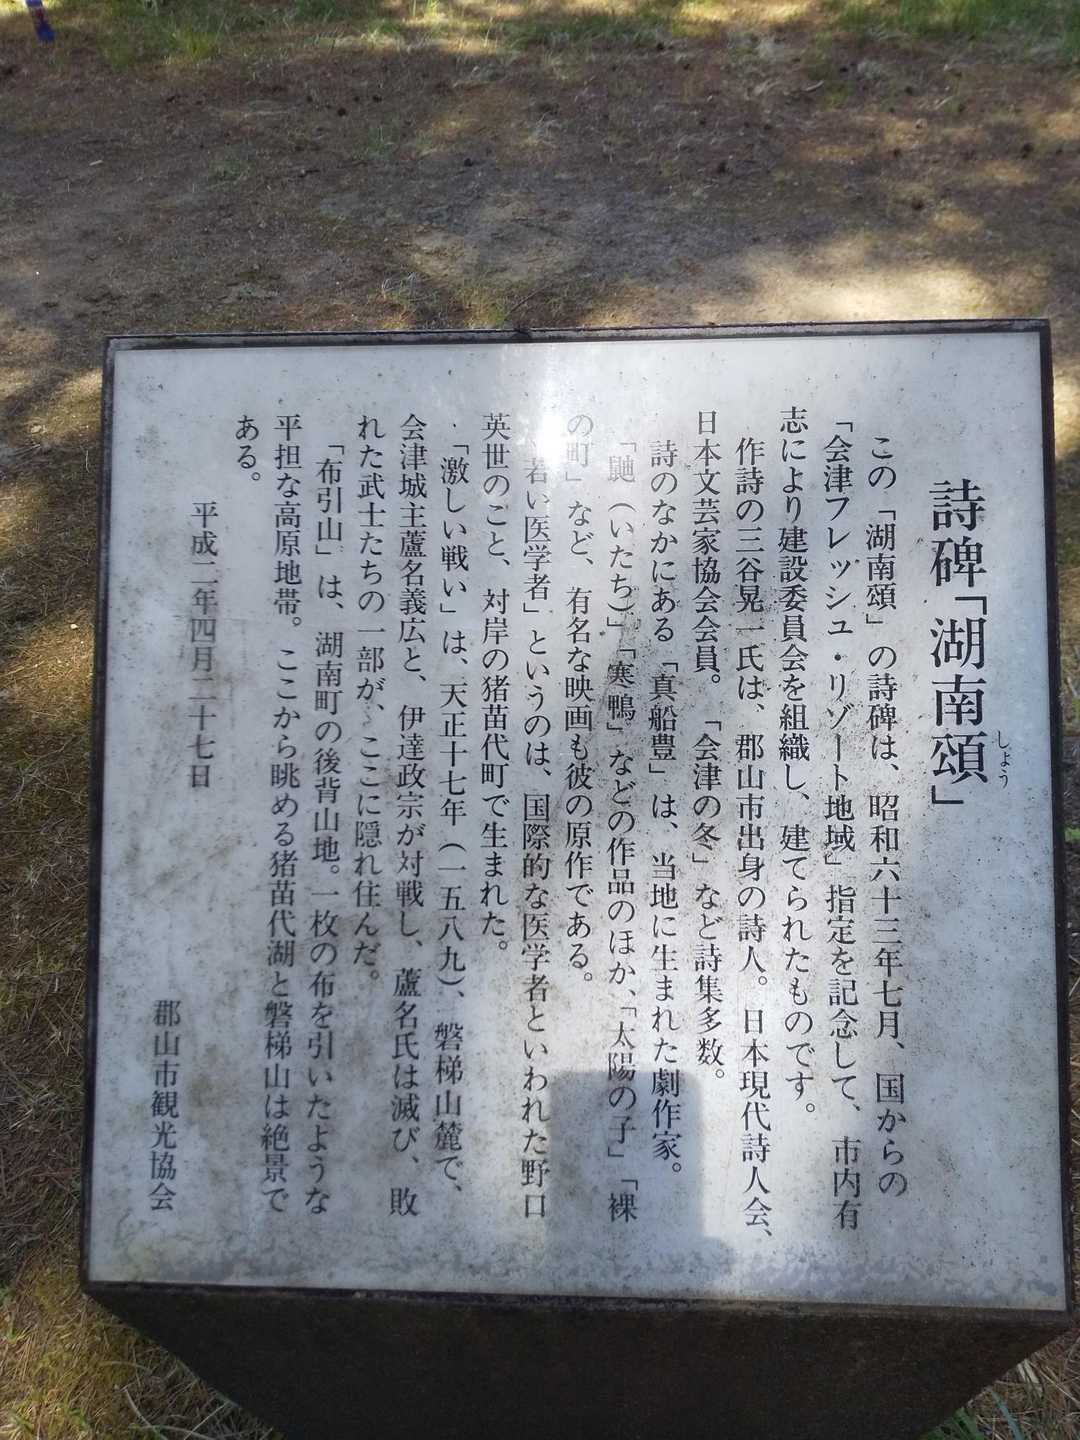 詩碑「湖南頌」
しょう
この「湖南頌」の詩碑は、昭和六十三年七月、国からの
「会津フレッシュ・リゾート地域」指定を記念して、市内有
志により建設委員会を組織し、建てられたものです。
作詩の三谷晃一氏は、郡山市出身の詩人。日本現代詩人会、
日本文芸家協会会員。「会津の冬」など詩集多数。
詩のなかにある「真船豊」は、当地に生まれた劇作家。
「鼬（いたち）」「寒鴨」などの作品のほか、「太陽の子」「裸
の町」など、有名な映画も彼の原作である。
「若い医学者」というのは、国際的な医学者といわれた野口
英世のこと、対岸の猪苗代町で生まれた。
「激しい戦い」は、天正十七年（一五八九）、磐梯山麓で、
会津城主蘆名義広と、伊達政宗が対戦し、蘆名氏は滅び、敗
れた武士たちの一部が、ここに隠れ住んだ。
「布引山」は、湖南町の後背山地。一枚の布を引いたような
平担な高原地帯。ここから眺める猪苗代湖と磐梯山は絶景で
ある。
平成二年四月二十七日
郡山市観光協会